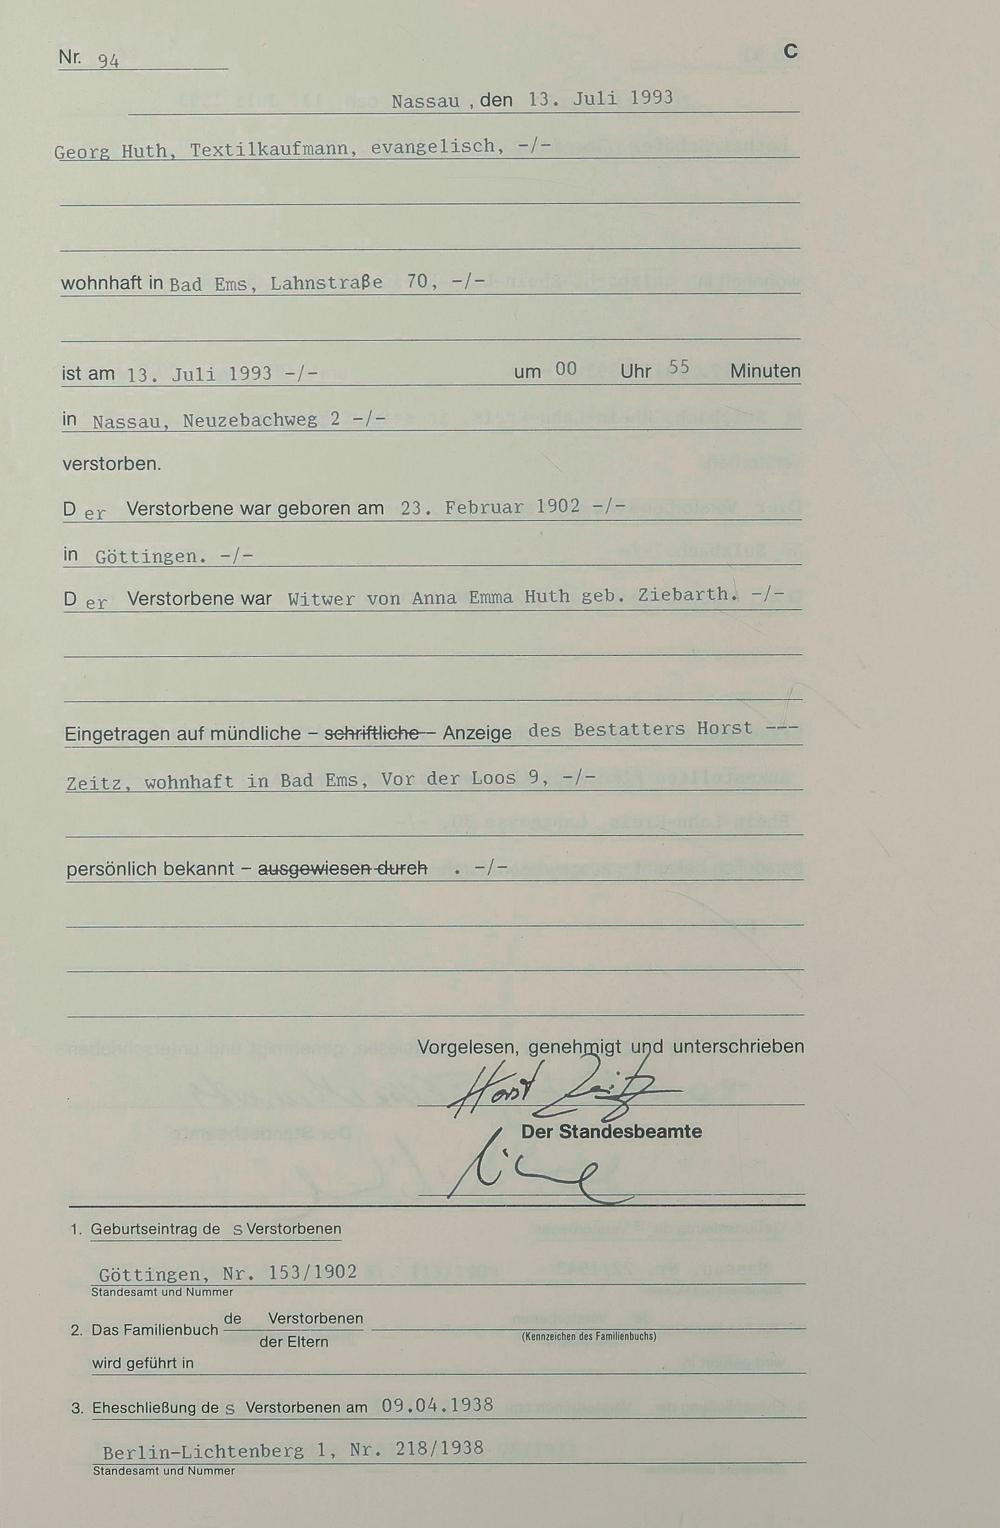 Nr. 94
C
Nassau , den 13. Juli 1993
Georg Huth, Textilkaufmann, evangelisch, -/-
wohnhaft in Bad Ems, Lahnstraße 70, -/-
ist am 13. Juli 1993 -/- um 00 Uhr 55 Minuten
in Nassau, Neuzebachweg 2 -/-
verstorben.
D er Verstorbene war geboren am 23. Februar 1902 -/-
in Göttingen. -/-
D er Verstorbene war Witwer von Anna Emma Huth geb. Ziebarth. -/-
Eingetragen auf mündliche – schriftliche – Anzeige des Bestatters Horst ---
Zeitz, wohnhaft in Bad Ems, Vor der Loos 9, -/-
persönlich bekannt – ausgewiesen durch . -/-
Vorgelesen, genehmigt und unterschrieben
Horst Zeitz
Der Standesbeamte
1. Geburtseintrag de s Verstorbenen
Göttingen, Nr. 153/1902
Standesamt und Nummer
2. Das Familienbuch de Verstorbenen
der Eltern
(Kennzeichen des Familienbuchs)
wird geführt in
3. Eheschließung de s Verstorbenen am 09.04.1938
Berlin-Lichtenberg 1, Nr. 218/1938
Standesamt und Nummer